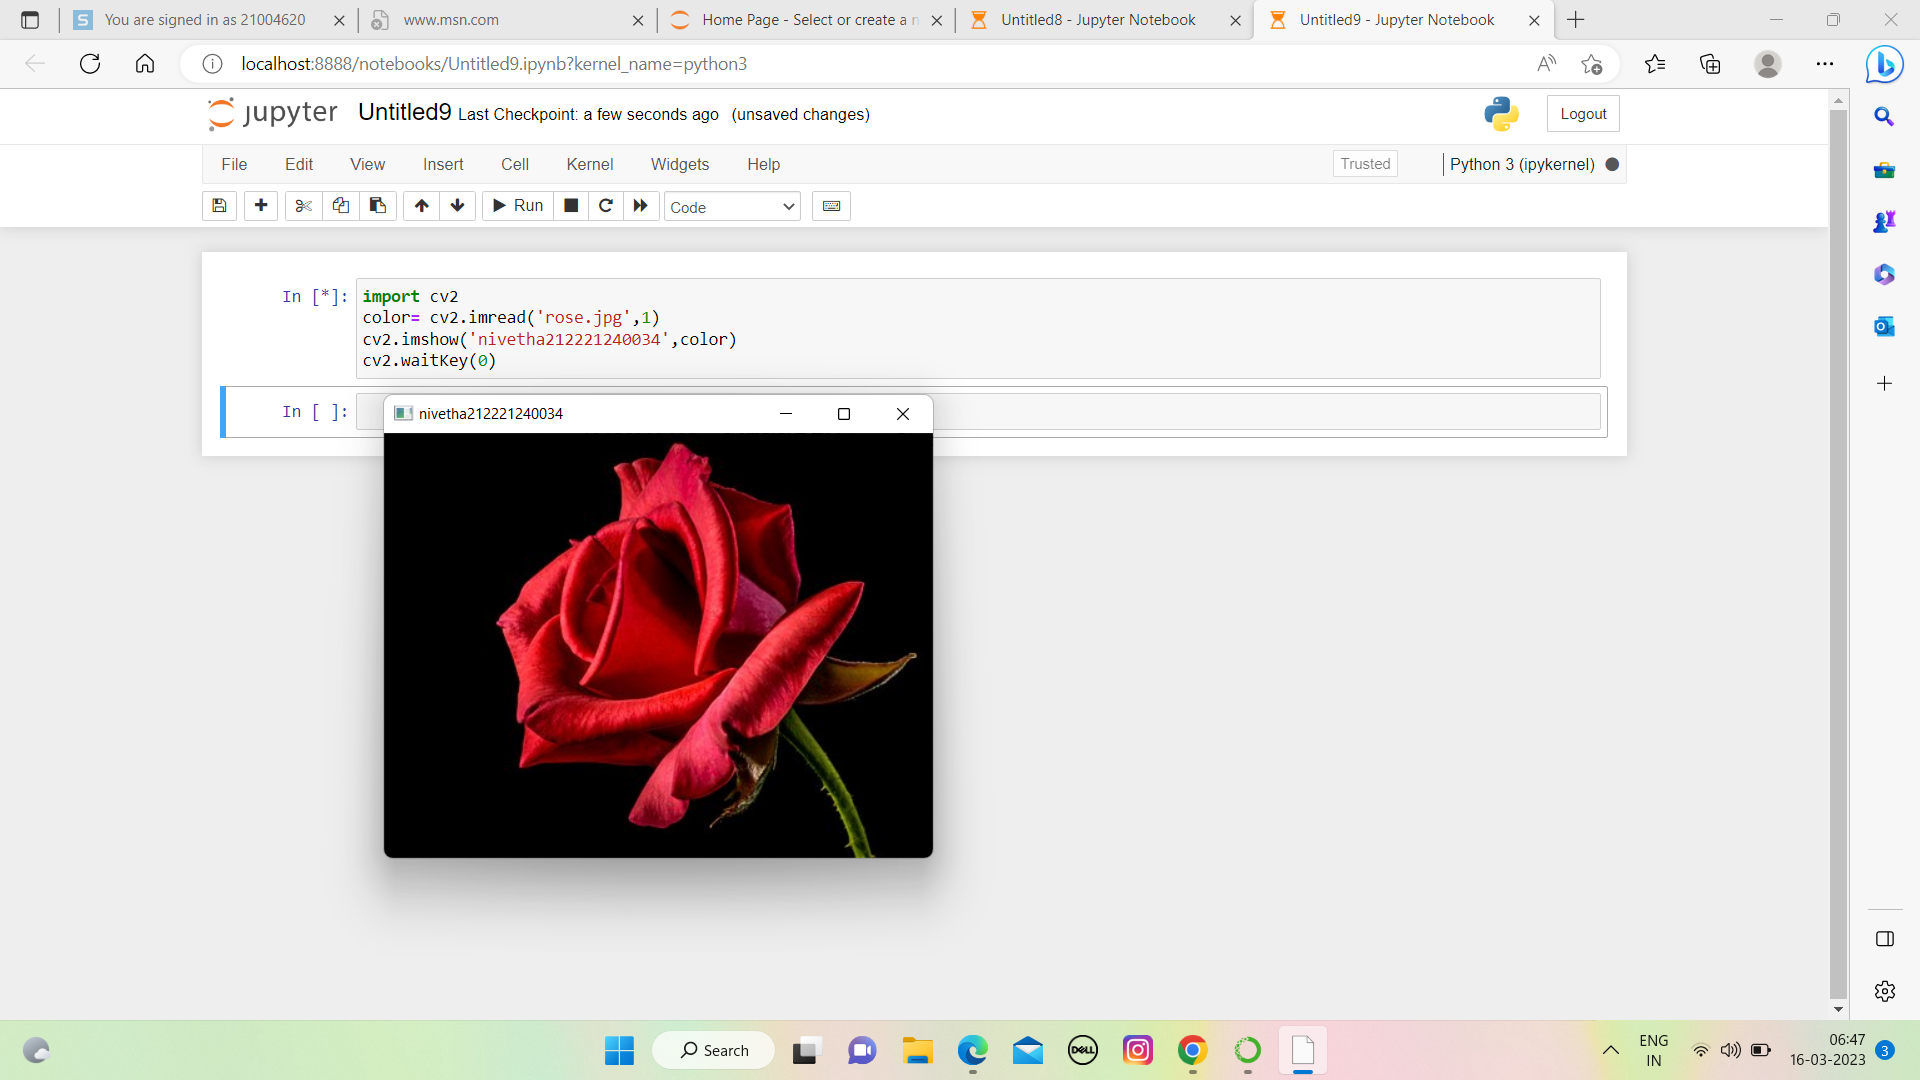 You are signed in as 21004620
www.msn.com
Home Page - Select or create a n
Untitled8 - Jupyter Notebook
Untitled9 - Jupyter Notebook
localhost:8888/notebooks/Untitled9.ipynb?kernel_name=python3
jupyter Untitled9 Last Checkpoint: a few seconds ago (unsaved changes)
Logout
File Edit View Insert Cell Kernel Widgets Help
Trusted
Python 3 (ipykernel)
Run
Code
In [*]:
import cv2
color= cv2.imread('rose.jpg',1)
cv2.imshow('nivetha212221240034',color)
cv2.waitKey(0)
In [ ]:
nivetha212221240034
Search
DELL
ENG
IN
06:47
16-03-2023
3